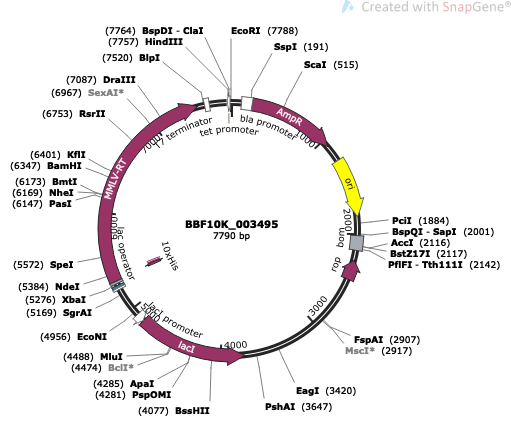 Created with SnapGene®
(7764) BspDI - ClaI
(7757) HindIII
(7520) BlpI
(7087) DraIII
(6967) SexAI*
(6753) RsrII
(6401) KflI
(6347) BamHI
(6173) BmtI
(6169) NheI
(6147) PasI
(5572) SpeI
(5384) NdeI
(5276) XbaI
(5169) SgrAI
(4956) EcoNI
(4488) MluI
(4474) BclI*
(4285) ApaI
(4281) PspOMI
(4077) BssHII
EcoRI (7788)
SspI (191)
ScaI (515)
PciI (1884)
BspQI - SapI (2001)
AccI (2116)
BstZ17I (2117)
PflFI - Tth111I (2142)
FspAI (2907)
MscI* (2917)
EagI (3420)
PshAI (3647)
T7 terminator
tet promoter
bla promoter
AmpR
ori
bom
rop
lacI
lacI promoter
lac operator
10xHis
MMLV-RT
1000
2000
3000
4000
5000
6000
7000
BBF10K_003495
7790 bp